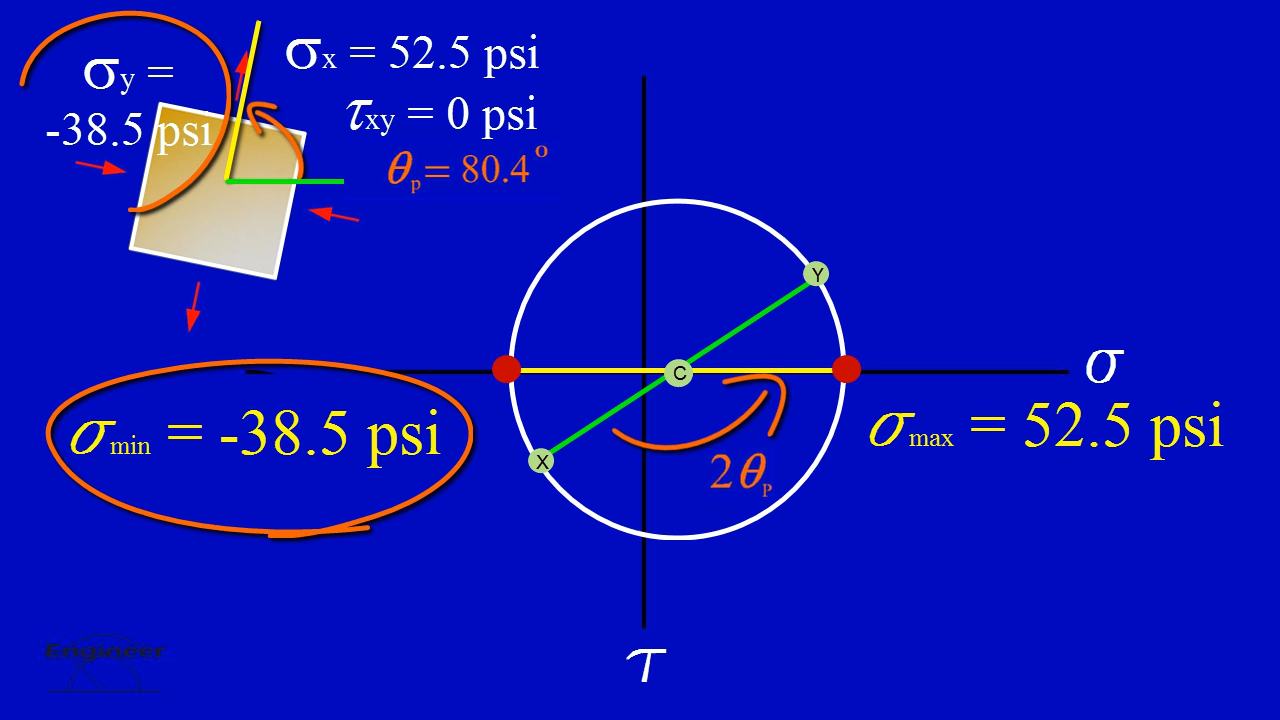 σy =
-38.5 psi
σx = 52.5 psi
τxy = 0 psi
θp = 80.4°
Y
C
X
σ
σmin = -38.5 psi
σmax = 52.5 psi
2θP
τ
Engineer